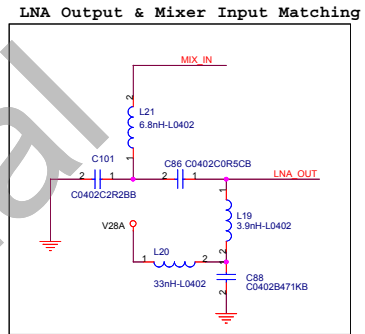 LNA Output & Mixer Input Matching
MIX_IN
2
L21
6.8nH-L0402
1
C101
C86 C0402C0R5CB
2 1
2 1
LNA_OUT
C0402C2R2BB
1
L19
3.9nH-L0402
V28A
L20
2
1 2
1
C88
33nH-L0402
C0402B471KB
2